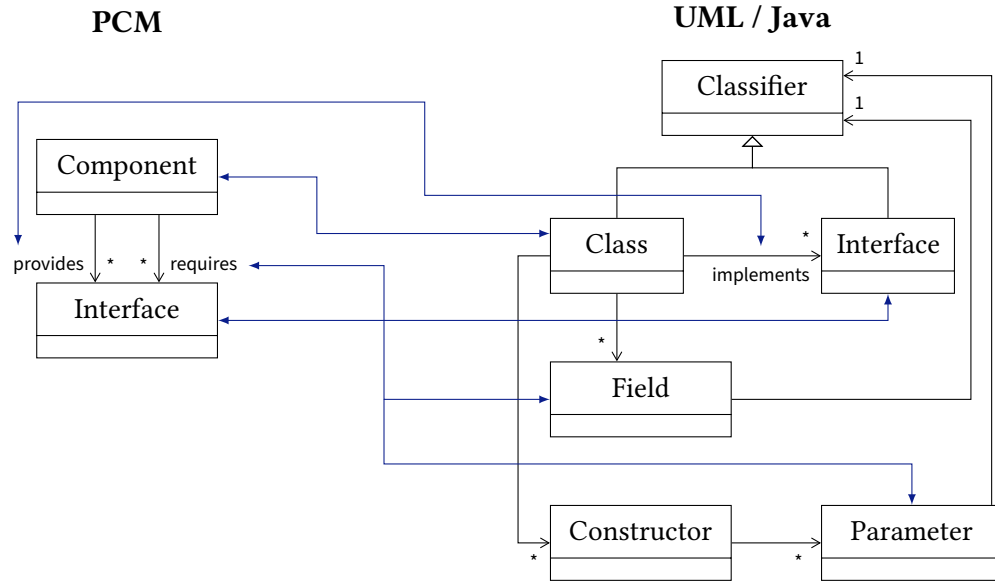 PCM
UML / Java
Classifier
1
1
Component
provides
*
*
requires
Interface
Class
*
implements
Interface
*
Field
Constructor
*
*
Parameter